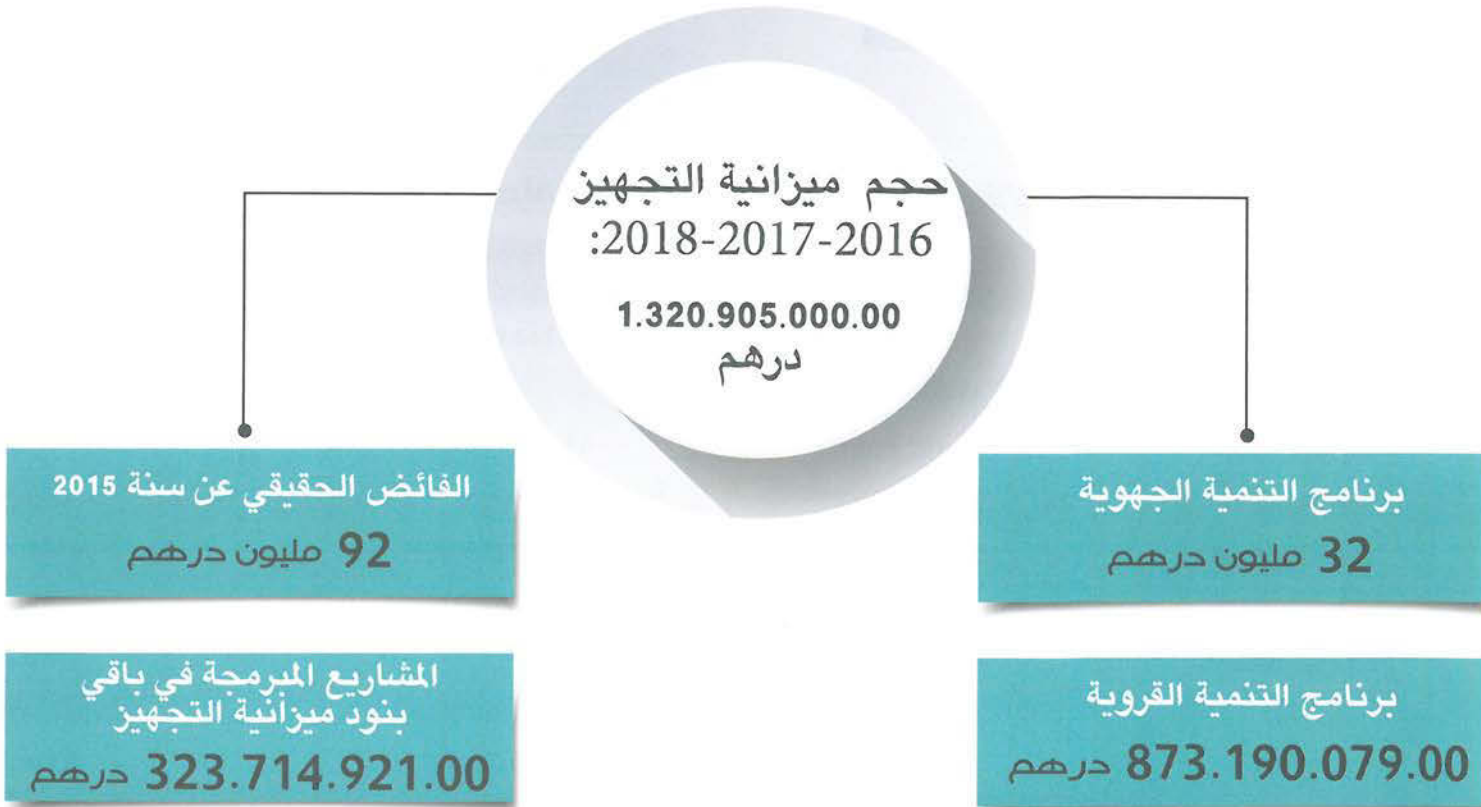 حجم ميزانية التجهيز
2016-2017-2018:
1.320.905.000.00
درهم
برنامج التنمية الجهوية
32 مليون درهم
الفائض الحقيقي عن سنة 2015
92 مليون درهم
برنامج التنمية القروية
873.190.079.00 درهم
المشاريع المبرمجة في باقي
بنود ميزانية التجهيز
323.714.921.00 درهم